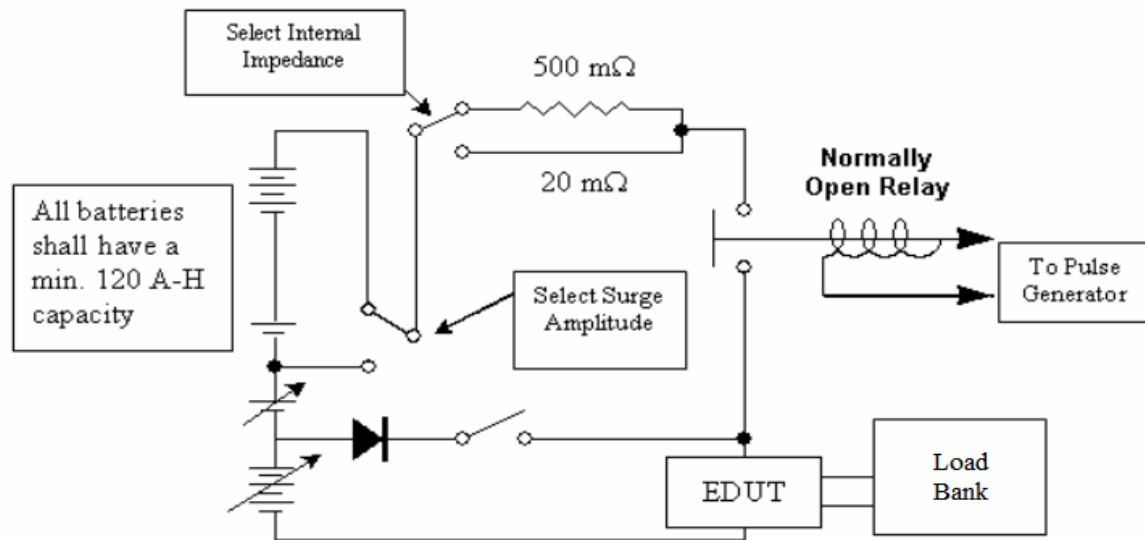 Select Internal
Impedance
500 mΩ
20 mΩ
Normally
Open Relay
All batteries
shall have a
min. 120 A-H
capacity
Select Surge
Amplitude
To Pulse
Generator
EDUT
Load
Bank